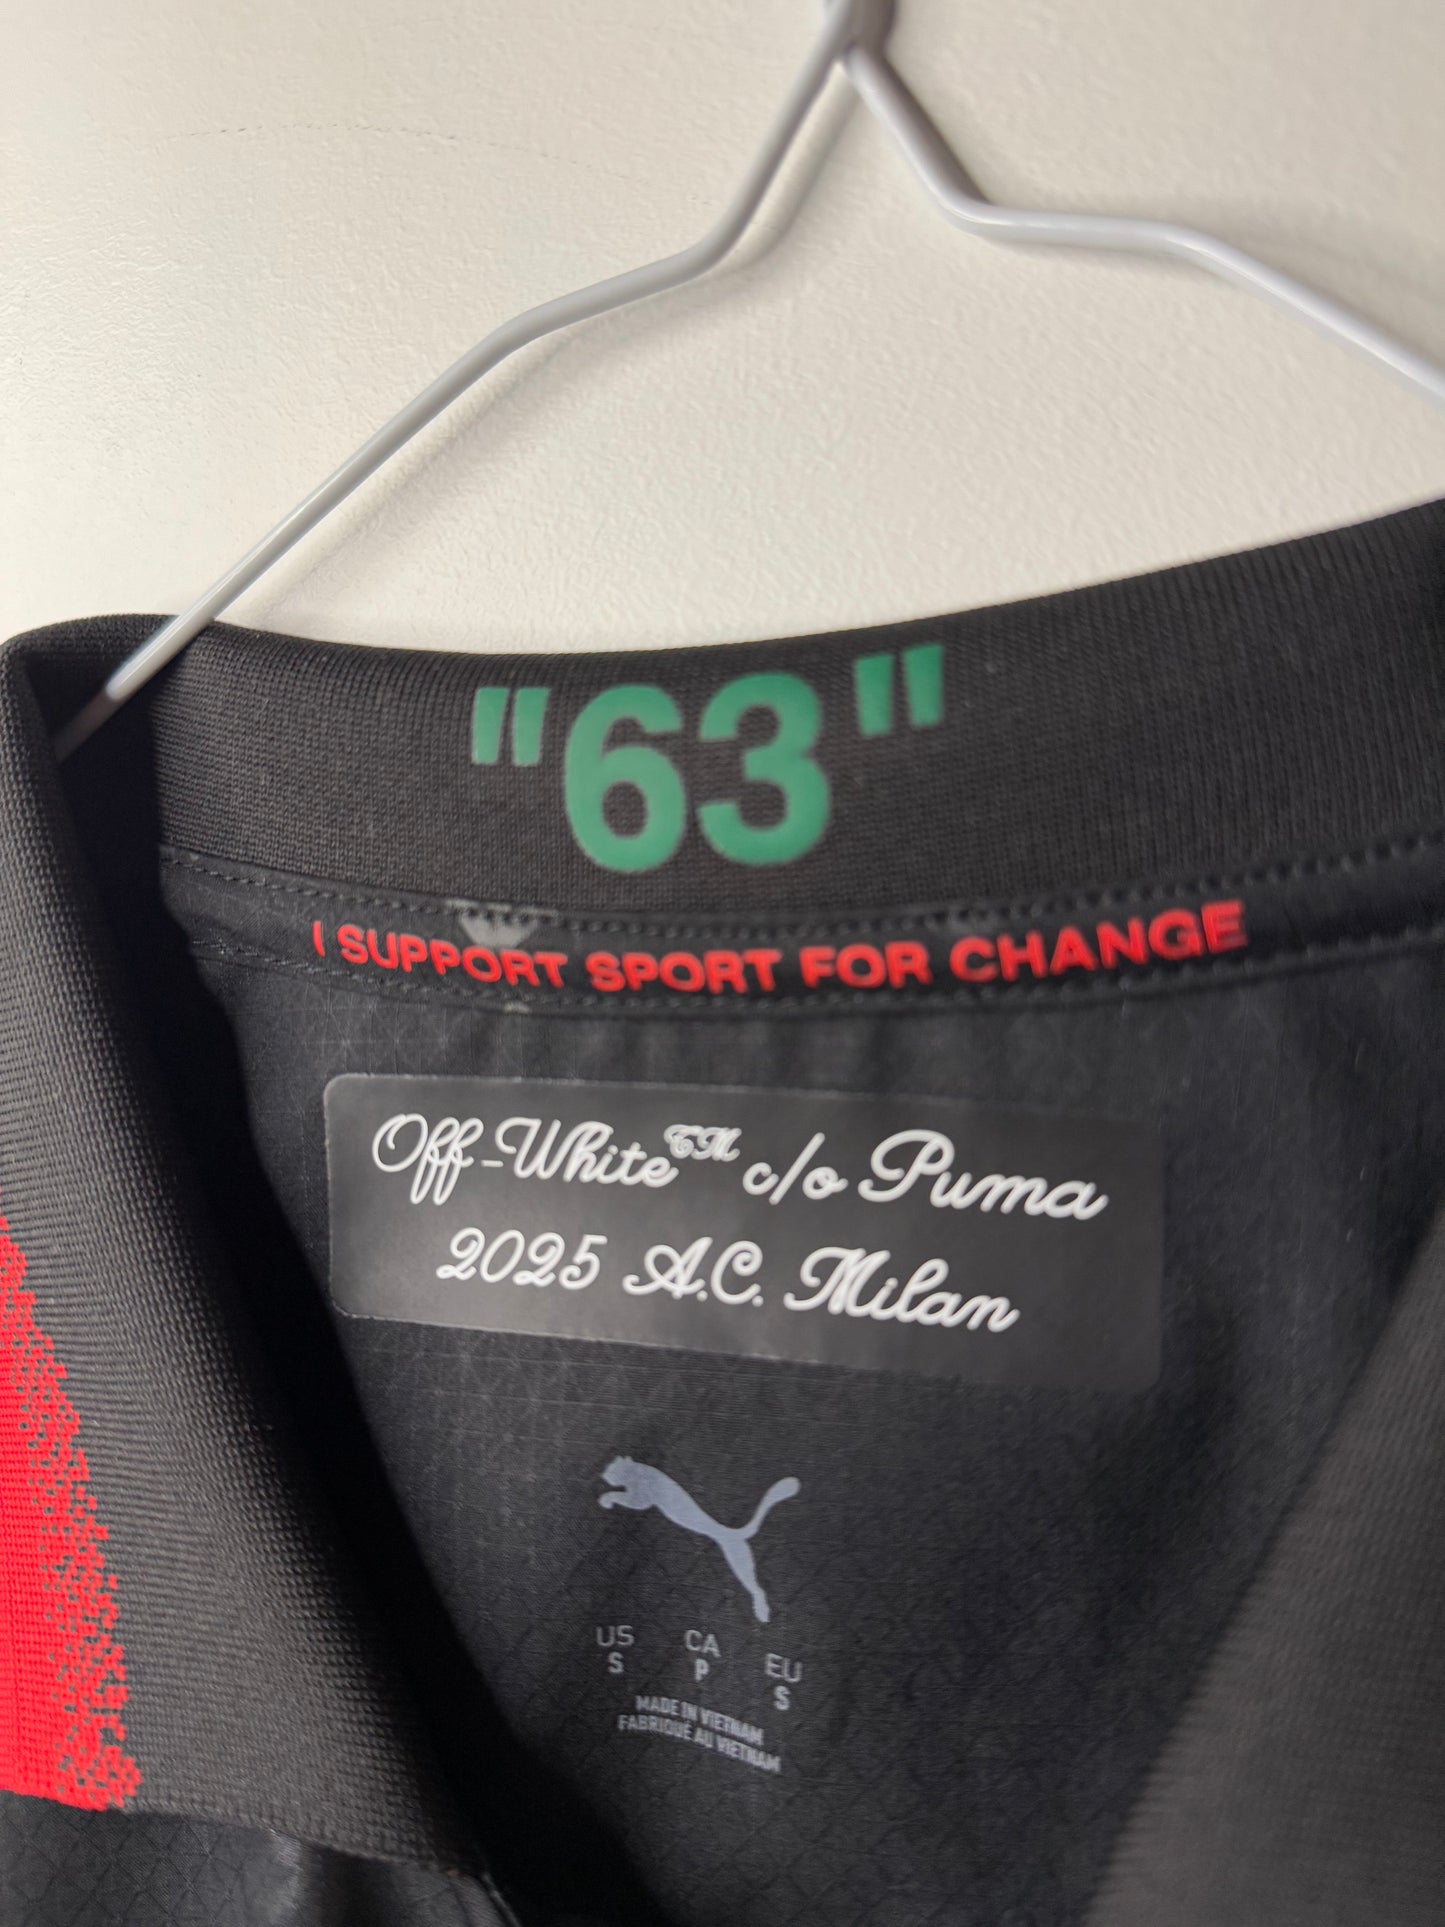 "63"
I SUPPORT SPORT FOR CHANGE
Off-White™ c/o Puma
2025 A.C. Milan
US CA EU
S P S
MADE IN VIETNAM
FABRIQUÉ AU VIETNAM